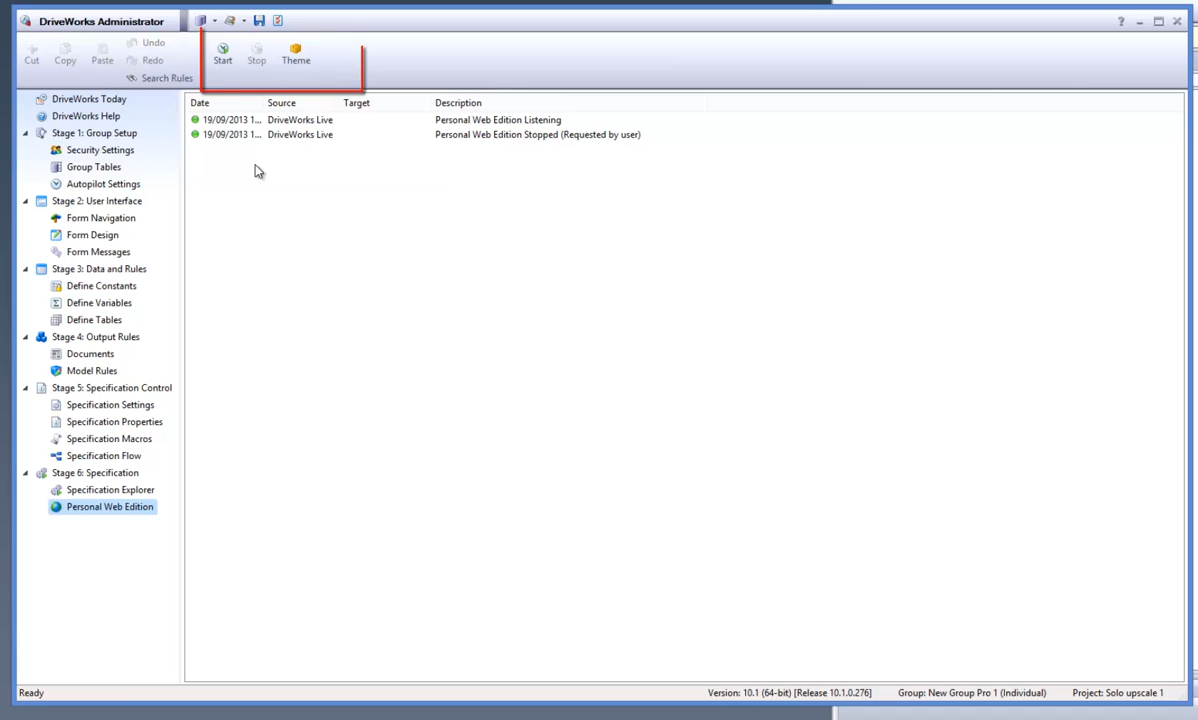 DriveWorks Administrator
Cut Copy Paste Undo Redo Search Rules Start Stop Theme
DriveWorks Today
DriveWorks Help
Stage 1: Group Setup
Security Settings
Group Tables
Autopilot Settings
Stage 2: User Interface
Form Navigation
Form Design
Form Messages
Stage 3: Data and Rules
Define Constants
Define Variables
Define Tables
Stage 4: Output Rules
Documents
Model Rules
Stage 5: Specification Control
Specification Settings
Specification Properties
Specification Macros
Specification Flow
Stage 6: Specification
Specification Explorer
Personal Web Edition
Date Source Target Description
19/09/2013 1... DriveWorks Live Personal Web Edition Listening
19/09/2013 1... DriveWorks Live Personal Web Edition Stopped (Requested by user)
Ready Version: 10.1 (64-bit) [Release 10.1.0.276] Group: New Group Pro 1 (Individual) Project: Solo upscale 1